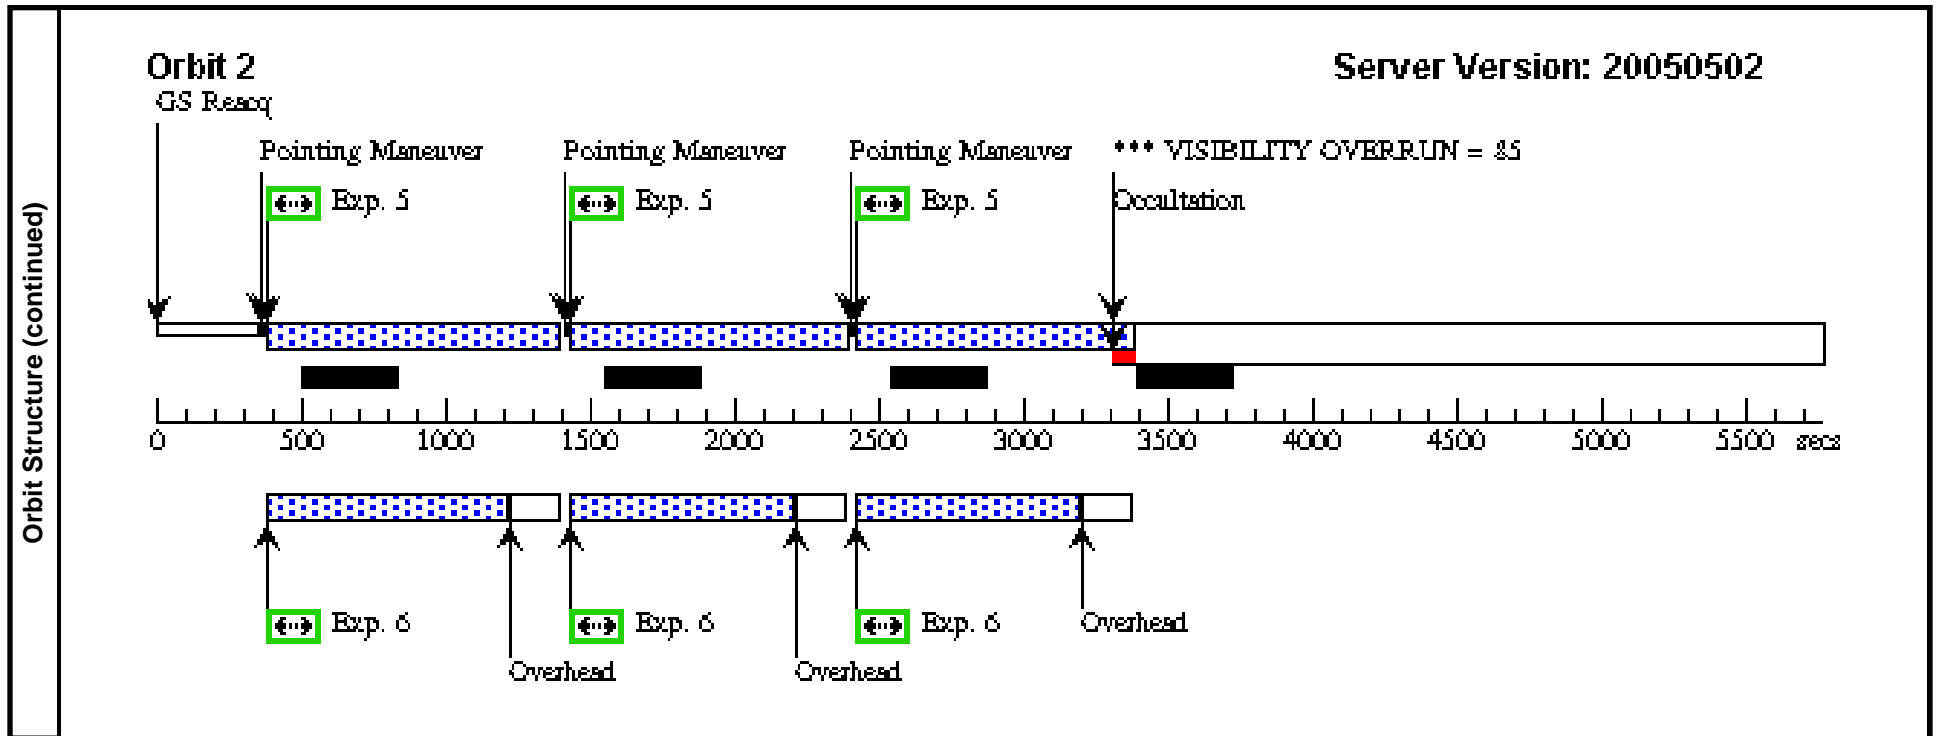 Orbit Structure (continued)
Orbit 2
Server Version: 20050502
GS Reacq
Pointing Maneuver
Pointing Maneuver
Pointing Maneuver
*** VISIBILITY OVERRUN = 85
Exp. 5
Exp. 5
Exp. 5
Occultation
0 500 1000 1500 2000 2500 3000 3500 4000 4500 5000 5500 secs
Exp. 6
Exp. 6
Exp. 6
Overhead
Overhead
Overhead